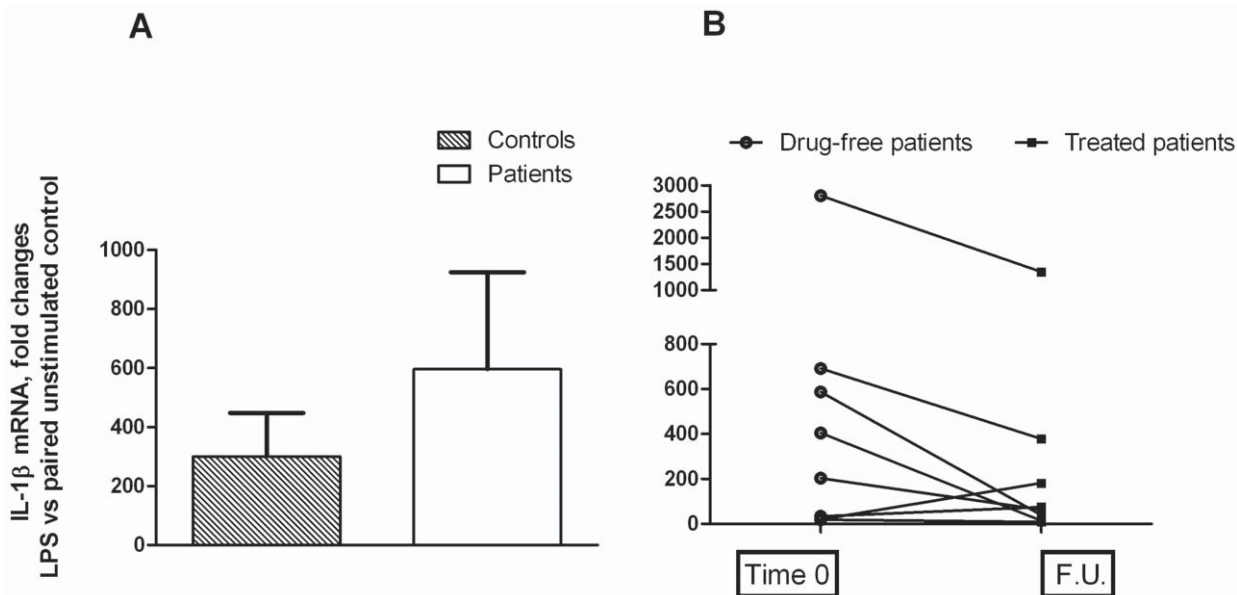 A
B
Controls
Patients
Drug-free patients
Treated patients
IL-1β mRNA, fold changes
LPS vs paired unstimulated control
1000
800
600
400
200
0
3000
2500
2000
1500
1000
800
600
400
200
0
Time 0
F.U.